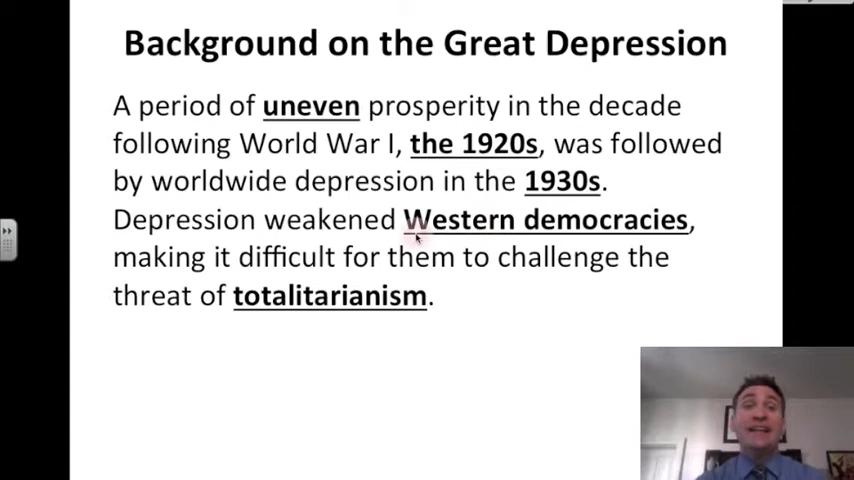 Background on the Great Depression
A period of uneven prosperity in the decade
following World War I, the 1920s, was followed
by worldwide depression in the 1930s.
Depression weakened Western democracies,
making it difficult for them to challenge the
threat of totalitarianism.